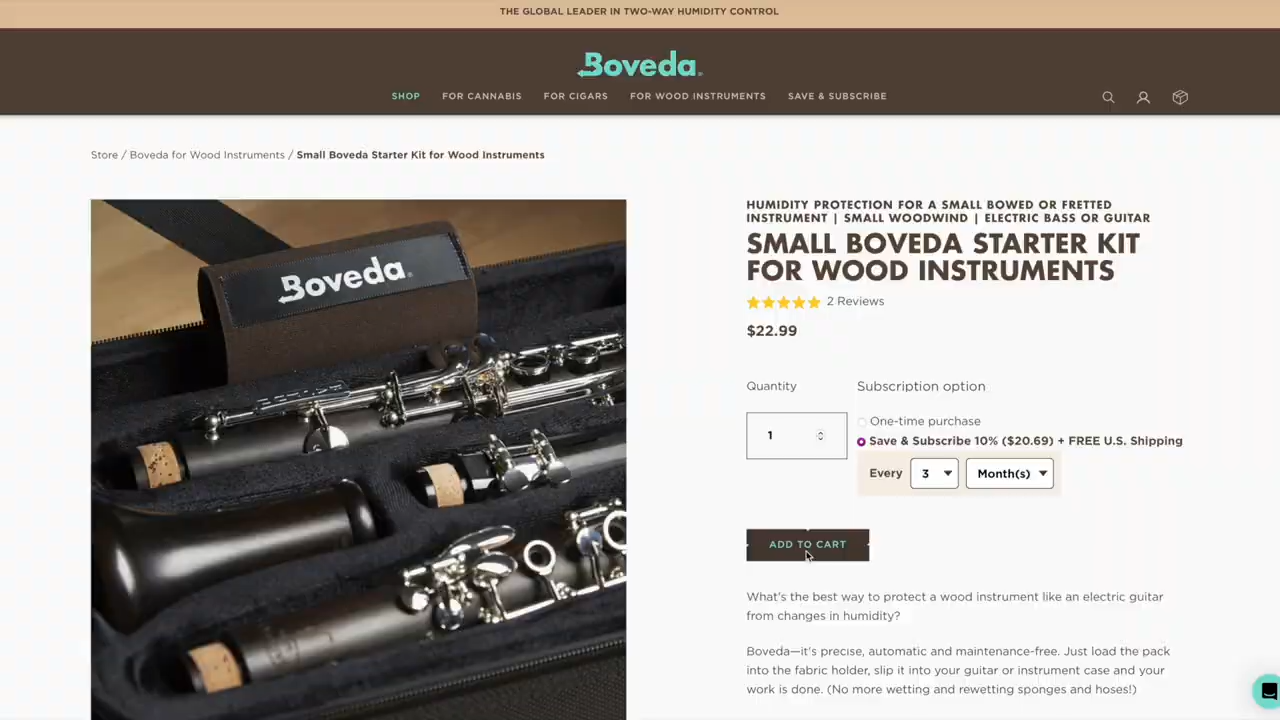 THE GLOBAL LEADER IN TWO-WAY HUMIDITY CONTROL
Boveda®
SHOP FOR CANNABIS FOR CIGARS FOR WOOD INSTRUMENTS SAVE & SUBSCRIBE
Store / Boveda for Wood Instruments / Small Boveda Starter Kit for Wood Instruments
Boveda®
HUMIDITY PROTECTION FOR A SMALL BOWED OR FRETTED
INSTRUMENT | SMALL WOODWIND | ELECTRIC BASS OR GUITAR
SMALL BOVEDA STARTER KIT
FOR WOOD INSTRUMENTS
2 Reviews
$22.99
Quantity
1
Subscription option
One-time purchase
Save & Subscribe 10% ($20.69) + FREE U.S. Shipping
Every 3 Month(s)
ADD TO CART
What's the best way to protect a wood instrument like an electric guitar
from changes in humidity?
Boveda—it's precise, automatic and maintenance-free. Just load the pack
into the fabric holder, slip it into your guitar or instrument case and your
work is done. (No more wetting and rewetting sponges and hoses!)